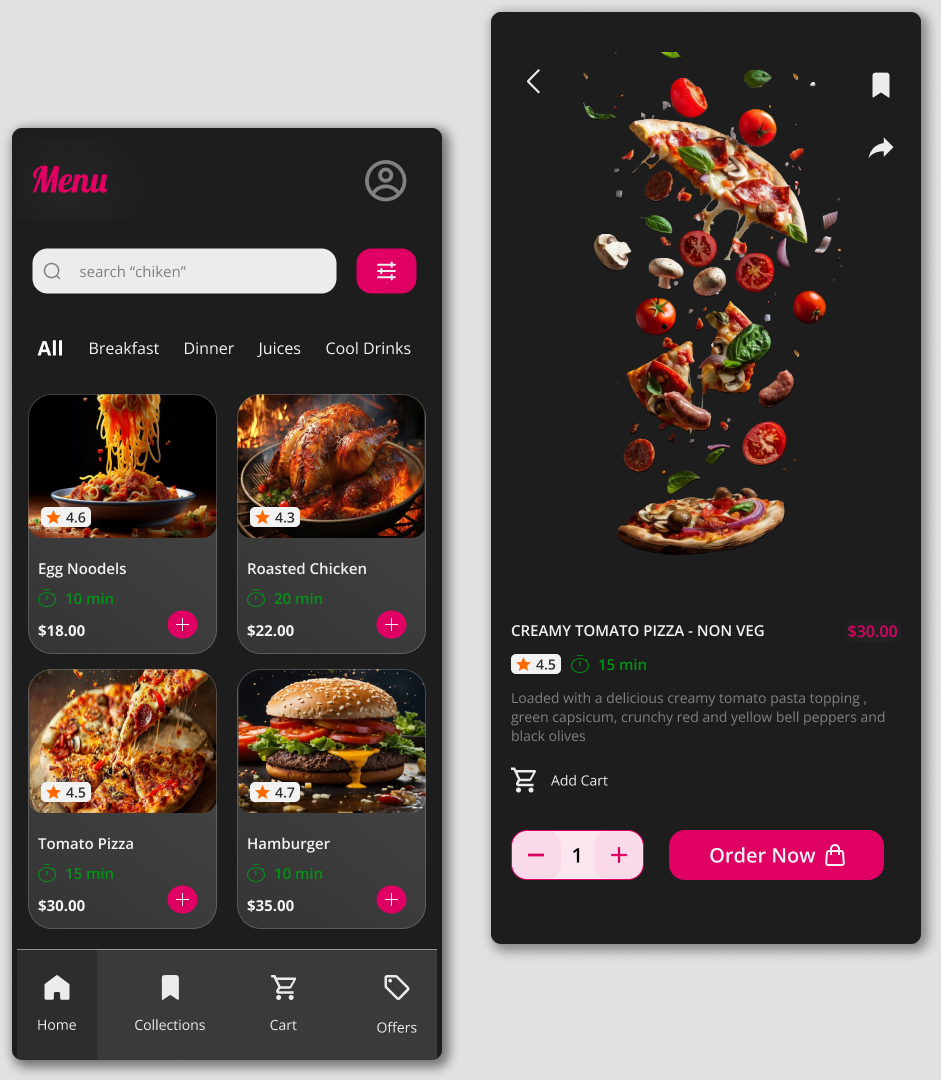 Menu
search “chiken”
All Breakfast Dinner Juices Cool Drinks
4.6
4.3
Egg Noodels
Roasted Chicken
10 min
20 min
$18.00
$22.00
4.5
4.7
Tomato Pizza
Hamburger
15 min
10 min
$30.00
$35.00
Home
Collections
Cart
Offers
CREAMY TOMATO PIZZA - NON VEG
$30.00
4.5
15 min
Loaded with a delicious creamy tomato pasta topping ,
green capsicum, crunchy red and yellow bell peppers and
black olives
Add Cart
1
Order Now